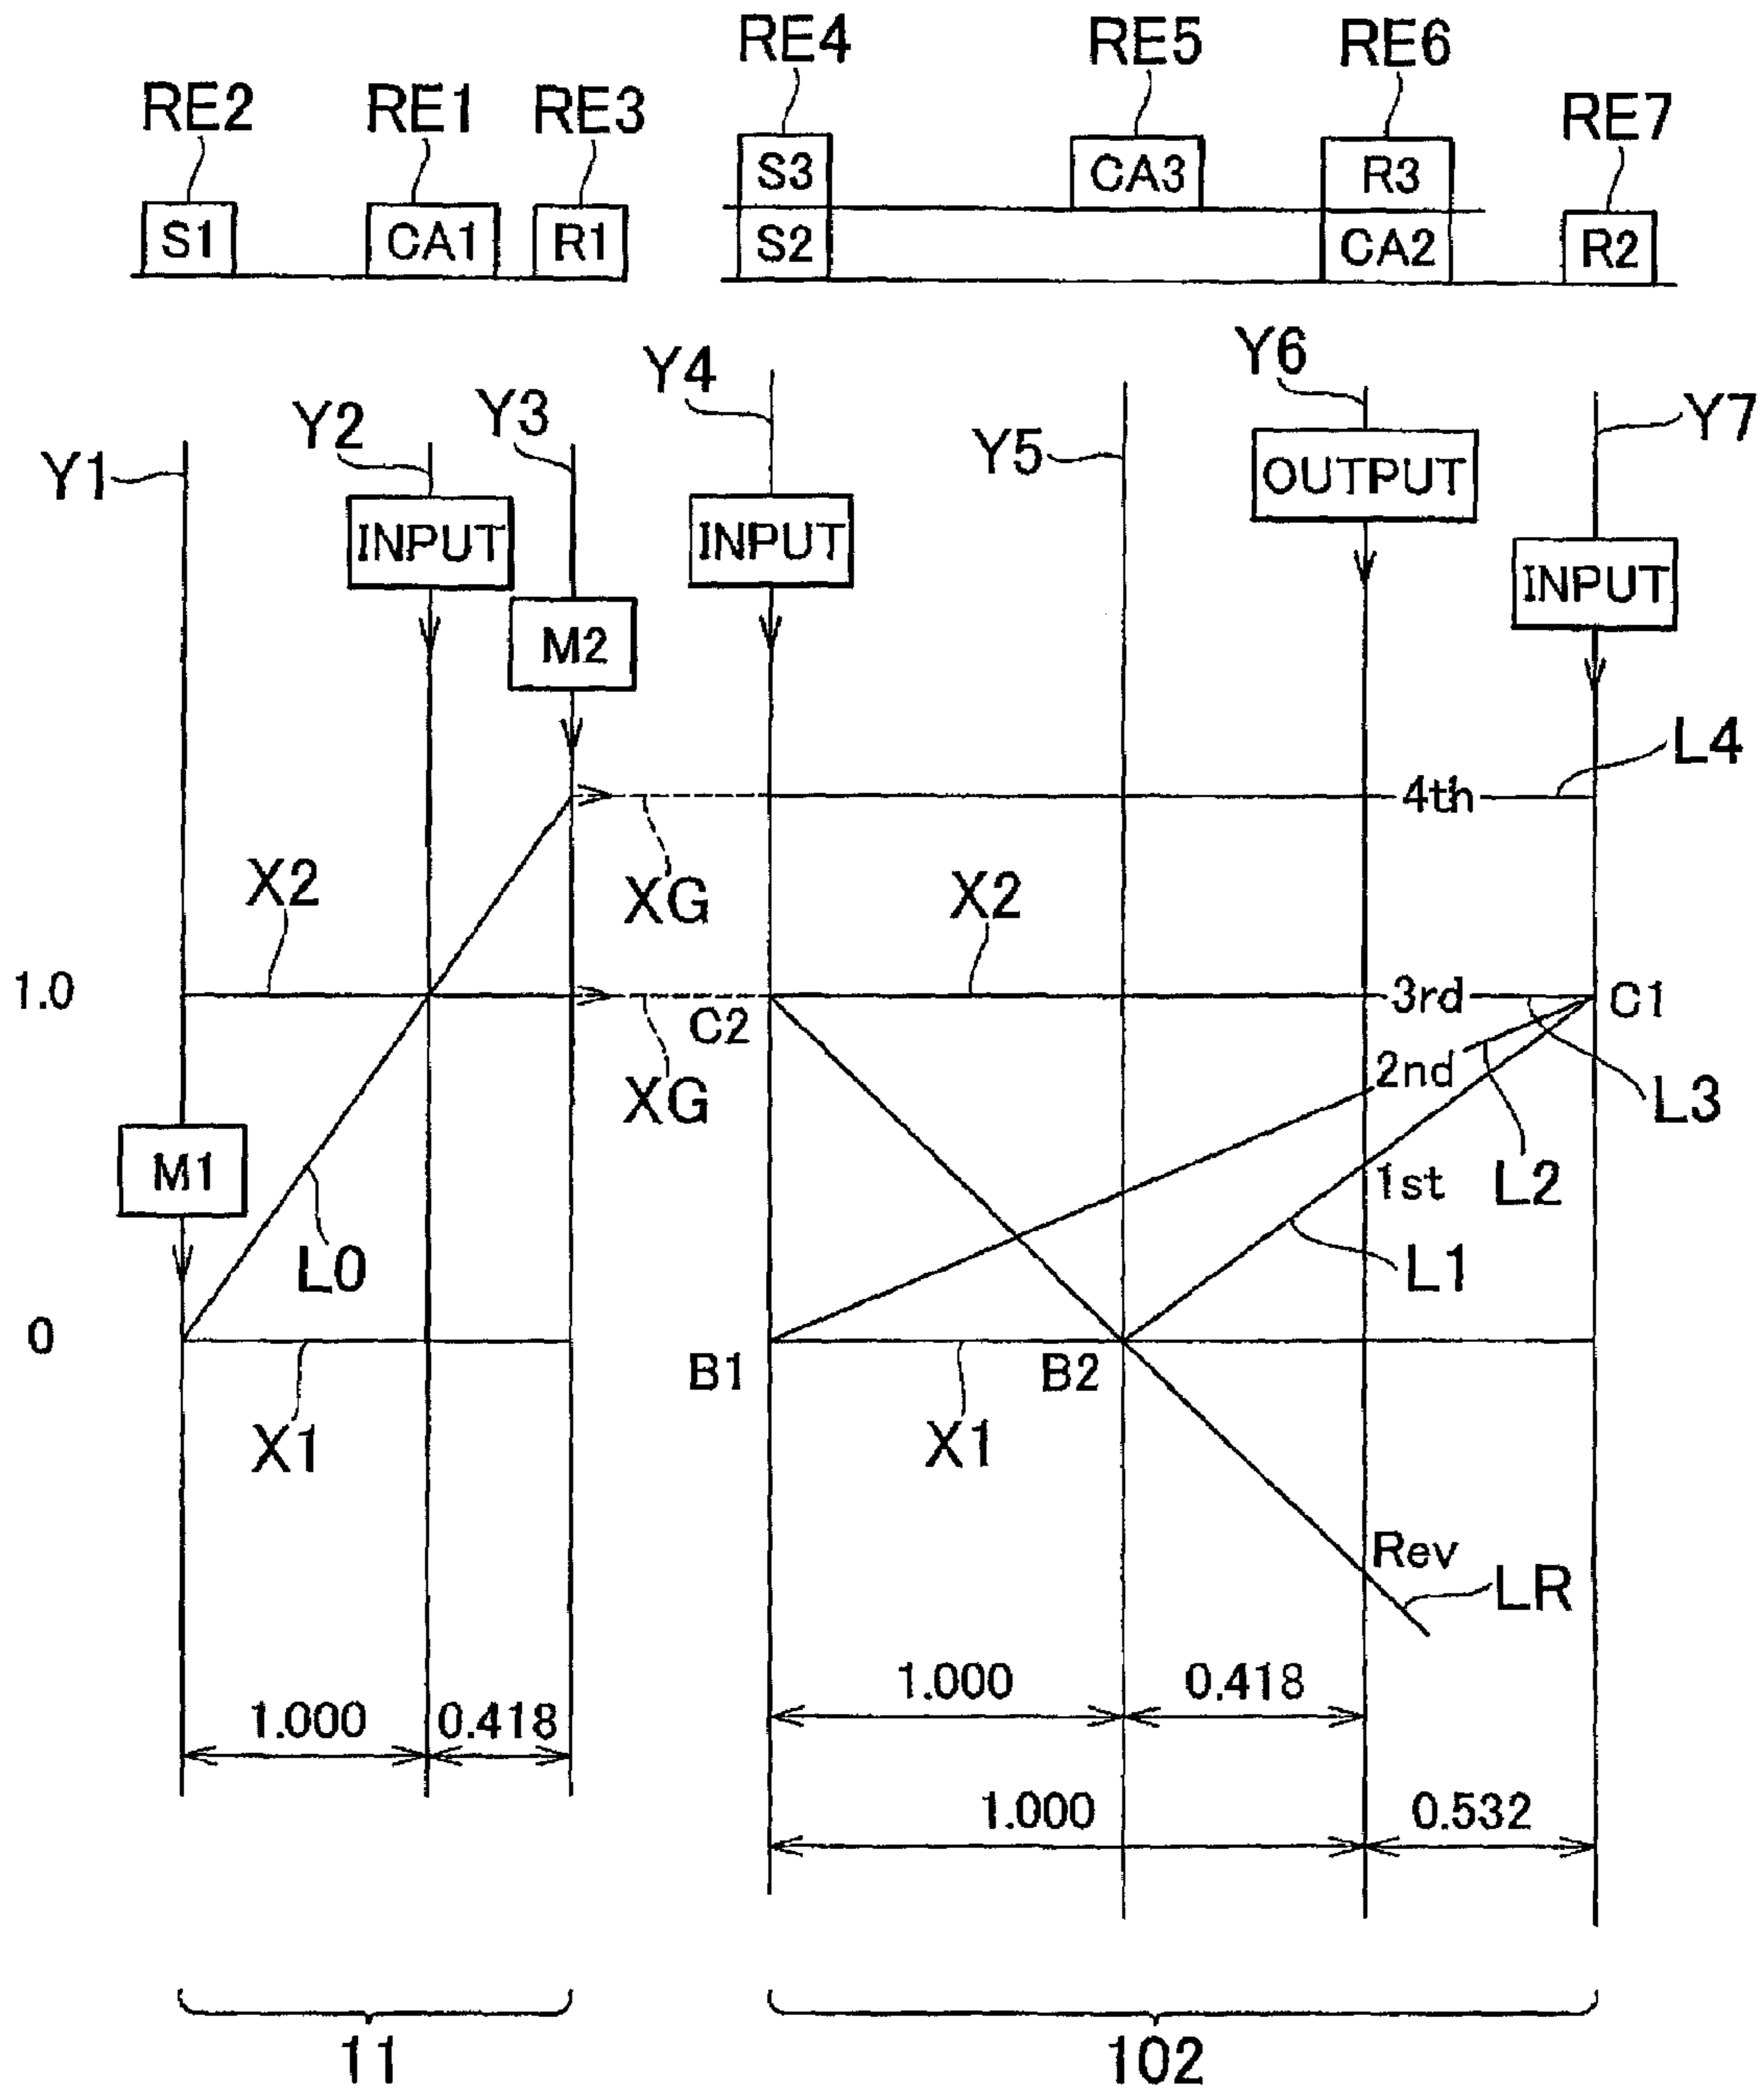 RE4 RE5 RE6
RE2 RE1 RE3 RE7
S3 CA3 R3
S1 CA1 R1 S2 CA2 R2
Y1 Y2 Y3 Y4 Y5 Y6 Y7
OUTPUT
INPUT INPUT INPUT
M2
L4
4th
X2 XG X2
1.0 C2 3rd C1
XG 2nd L3
M1 1st L2
L0 L1
0 B1 B2
X1 X1
Rev
LR
1.000 0.418
1.000 0.418
1.000 0.532
11 102